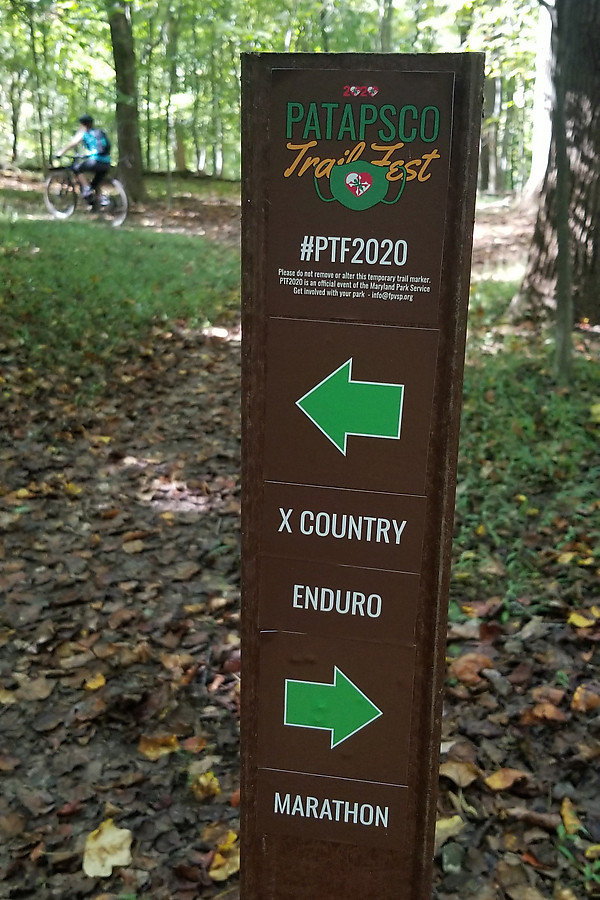 2020
PATAPSCO
Trail Fest
#PTF2020
Please do not remove or alter this temporary trail marker.
PTF2020 is an official event of the Maryland Park Service
Get involved with your park - info@fpvsp.org
X COUNTRY
ENDURO
MARATHON